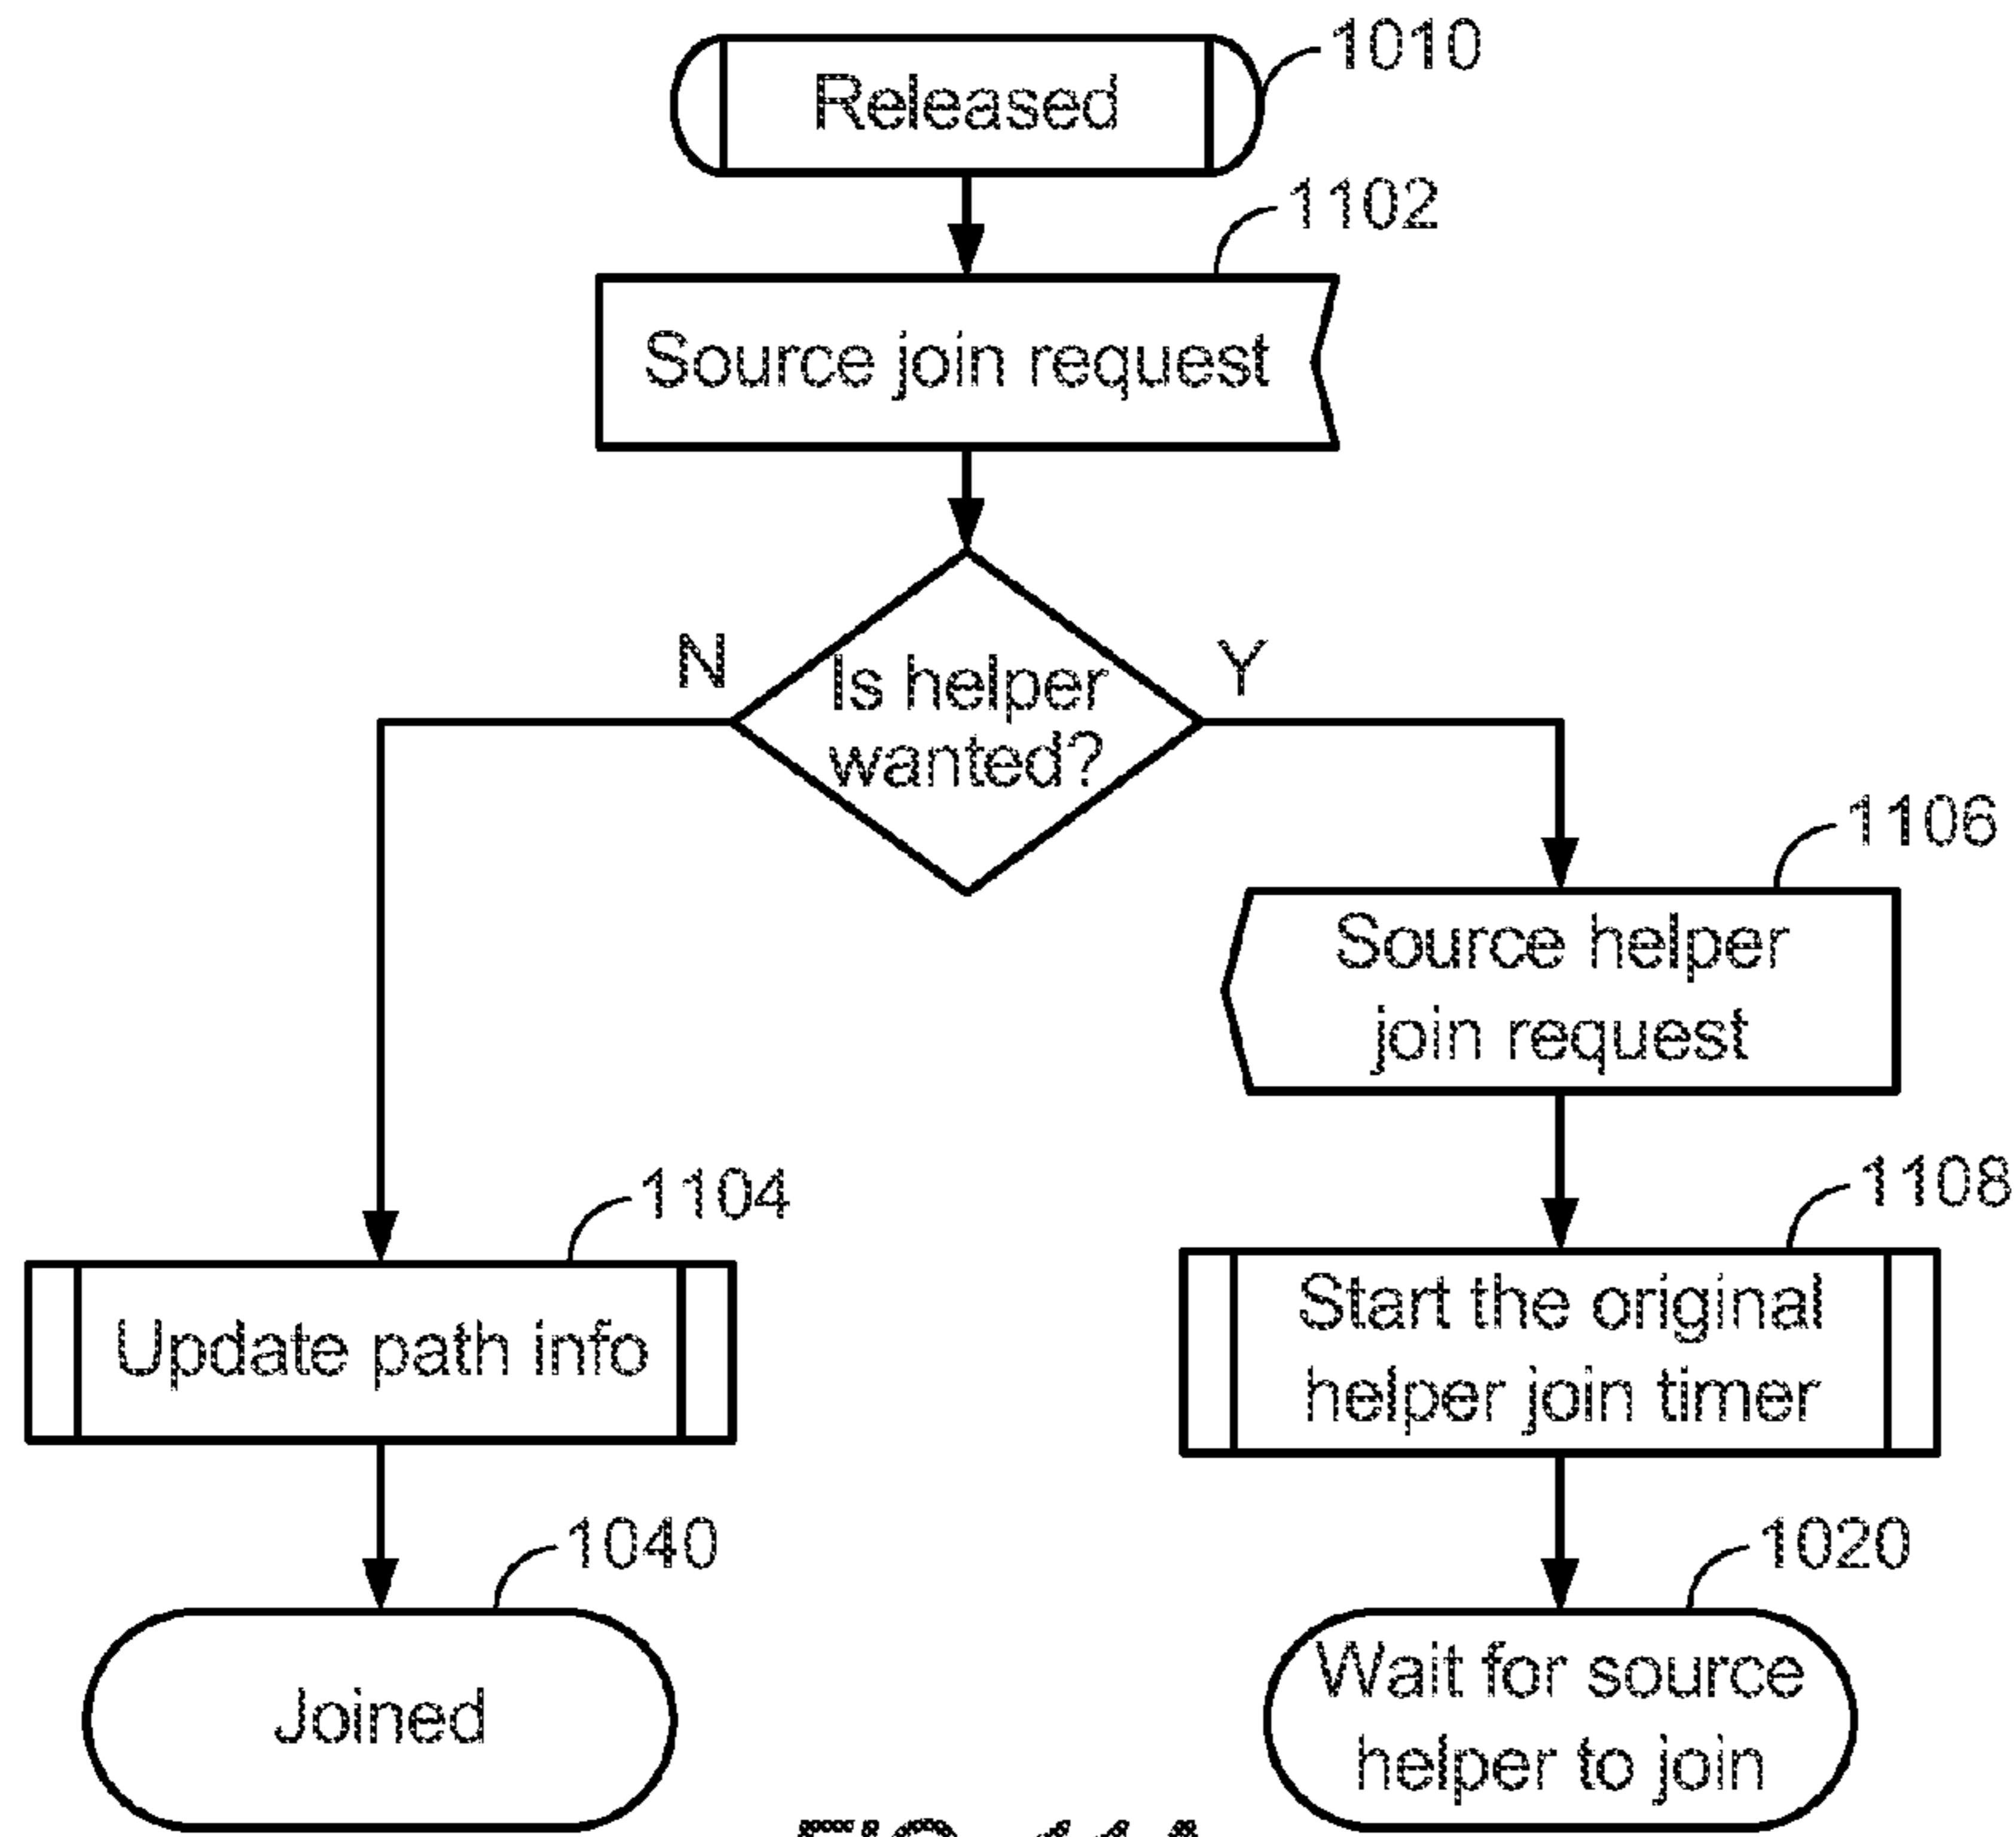 1010
Released
1102
Source join request
N
Y
Is helper
wanted?
1106
Source helper
join request
1104
1108
Update path info
Start the original
helper join timer
1040
1020
Joined
Wait for source
helper to join